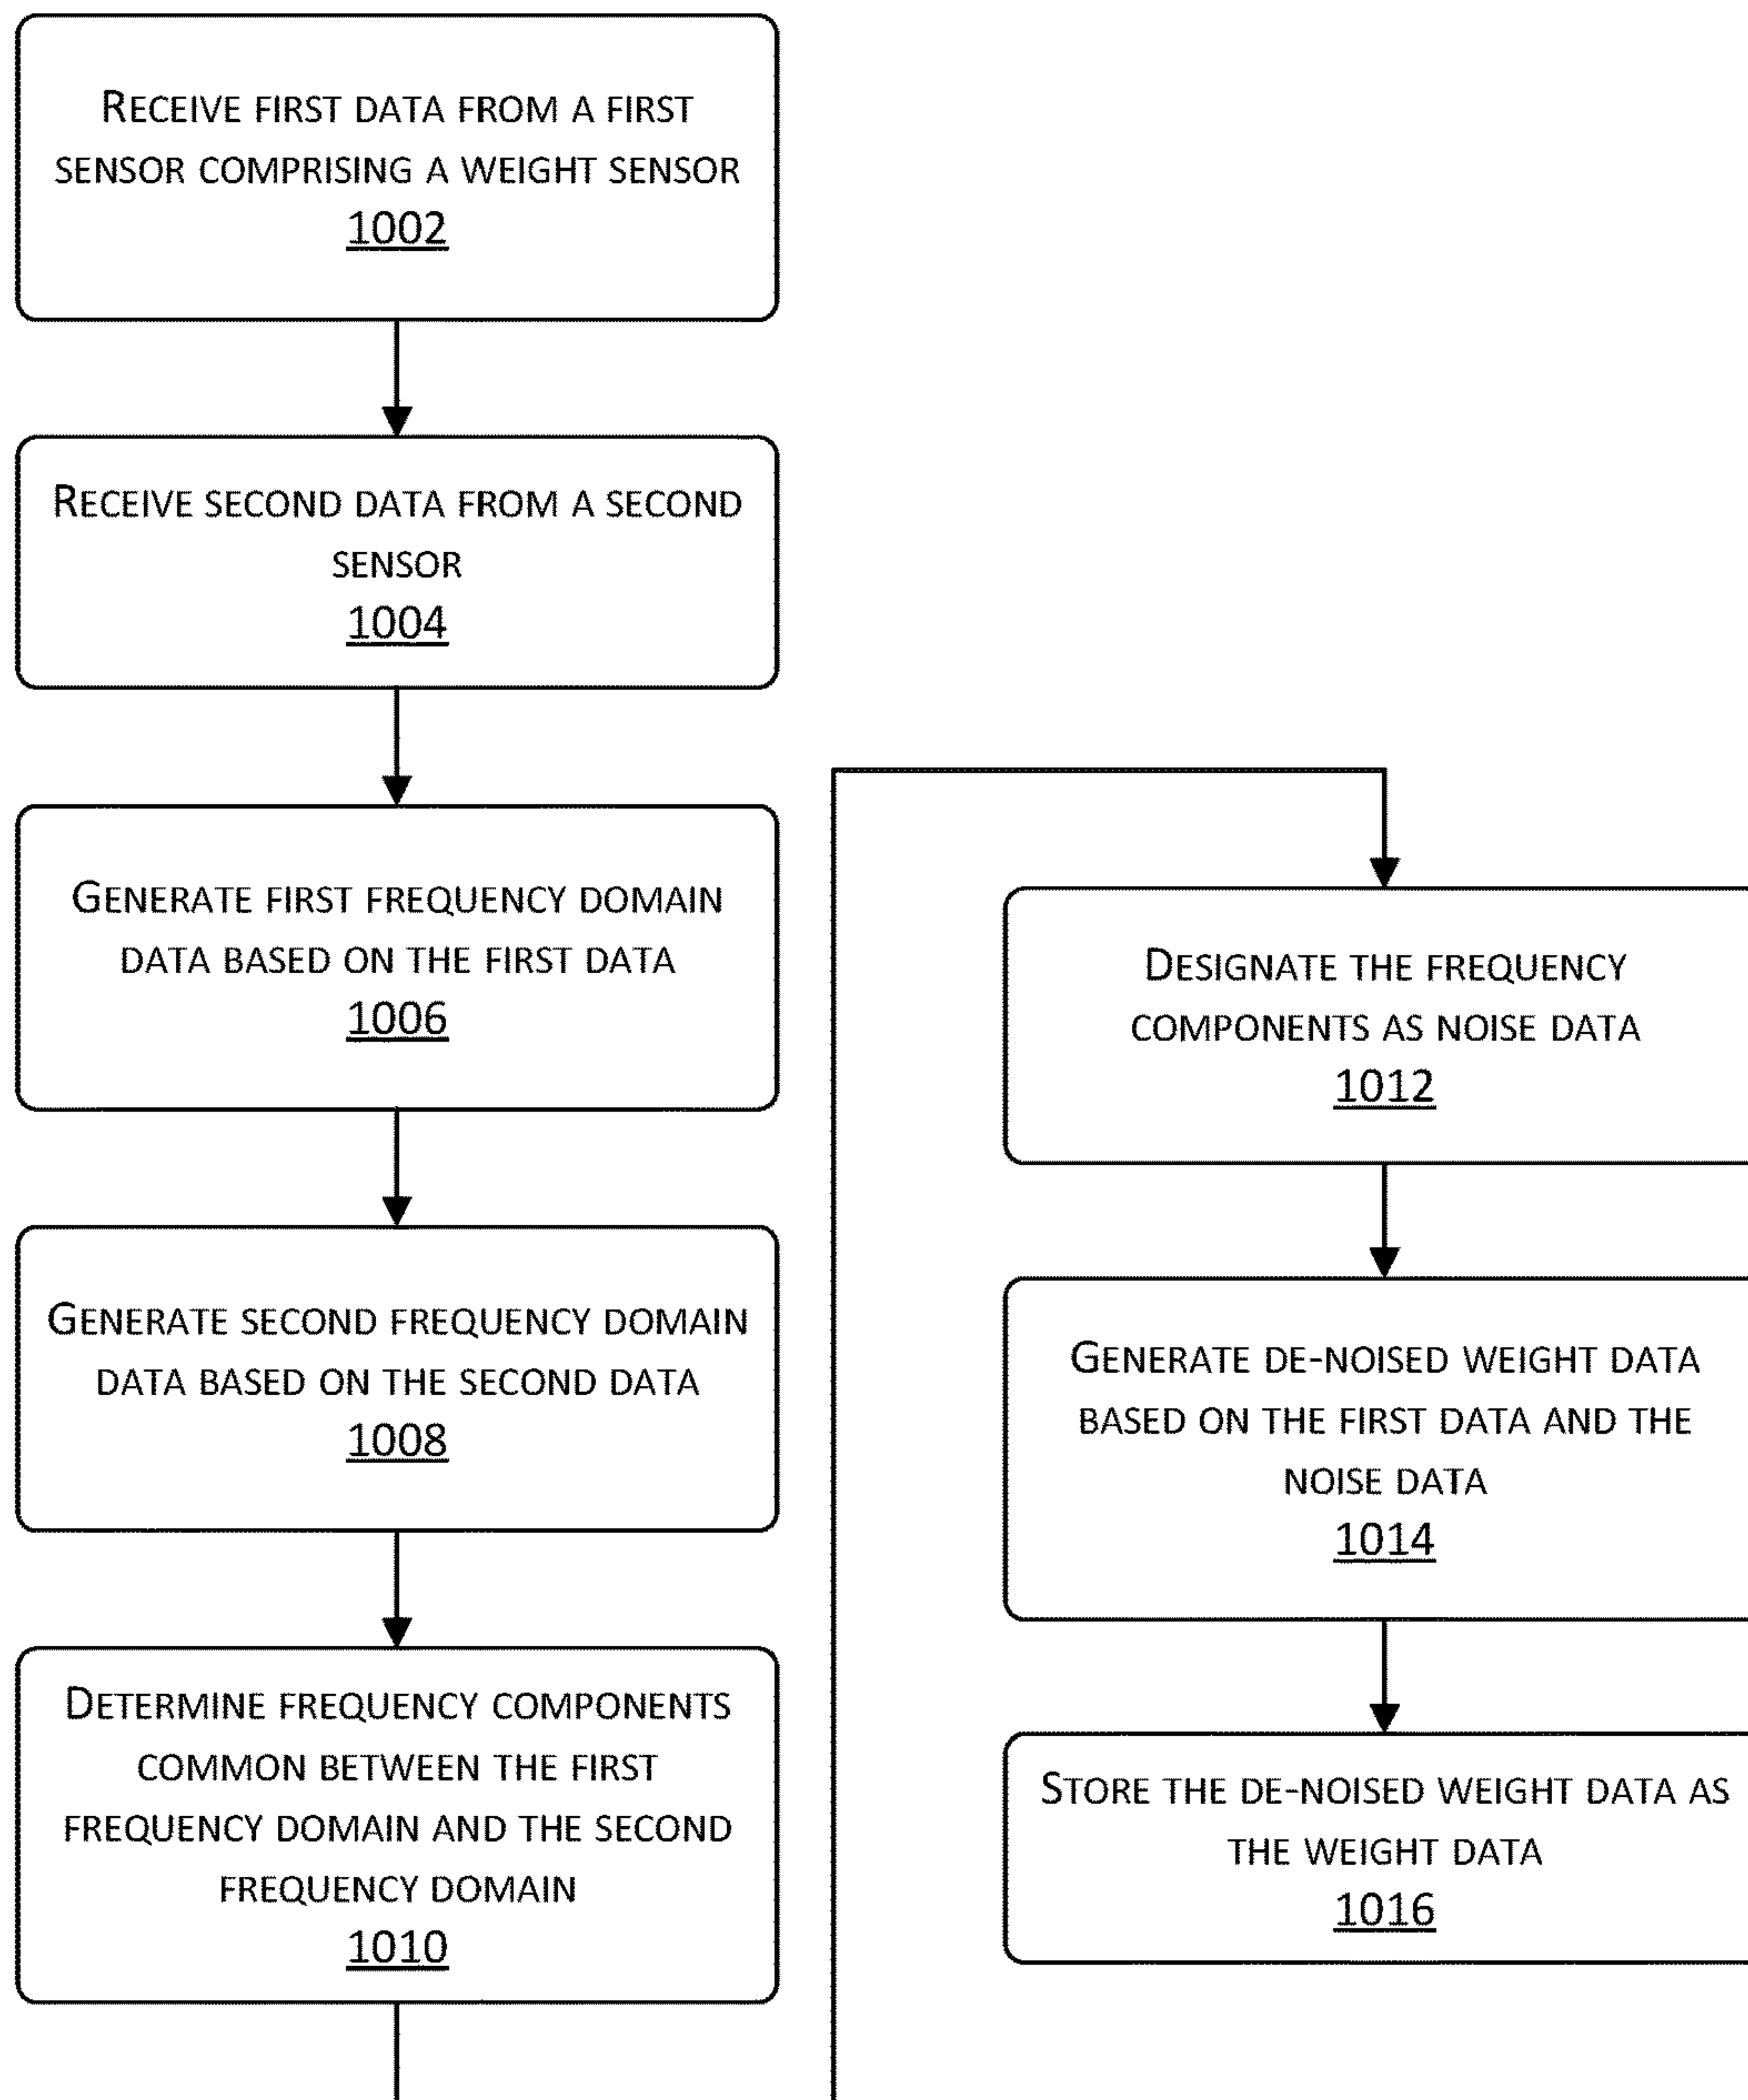 RECEIVE FIRST DATA FROM A FIRST
SENSOR COMPRISING A WEIGHT SENSOR
1002
RECEIVE SECOND DATA FROM A SECOND
SENSOR
1004
GENERATE FIRST FREQUENCY DOMAIN
DATA BASED ON THE FIRST DATA
1006
GENERATE SECOND FREQUENCY DOMAIN
DATA BASED ON THE SECOND DATA
1008
DETERMINE FREQUENCY COMPONENTS
COMMON BETWEEN THE FIRST
FREQUENCY DOMAIN AND THE SECOND
FREQUENCY DOMAIN
1010
DESIGNATE THE FREQUENCY
COMPONENTS AS NOISE DATA
1012
GENERATE DE-NOISED WEIGHT DATA
BASED ON THE FIRST DATA AND THE
NOISE DATA
1014
STORE THE DE-NOISED WEIGHT DATA AS
THE WEIGHT DATA
1016